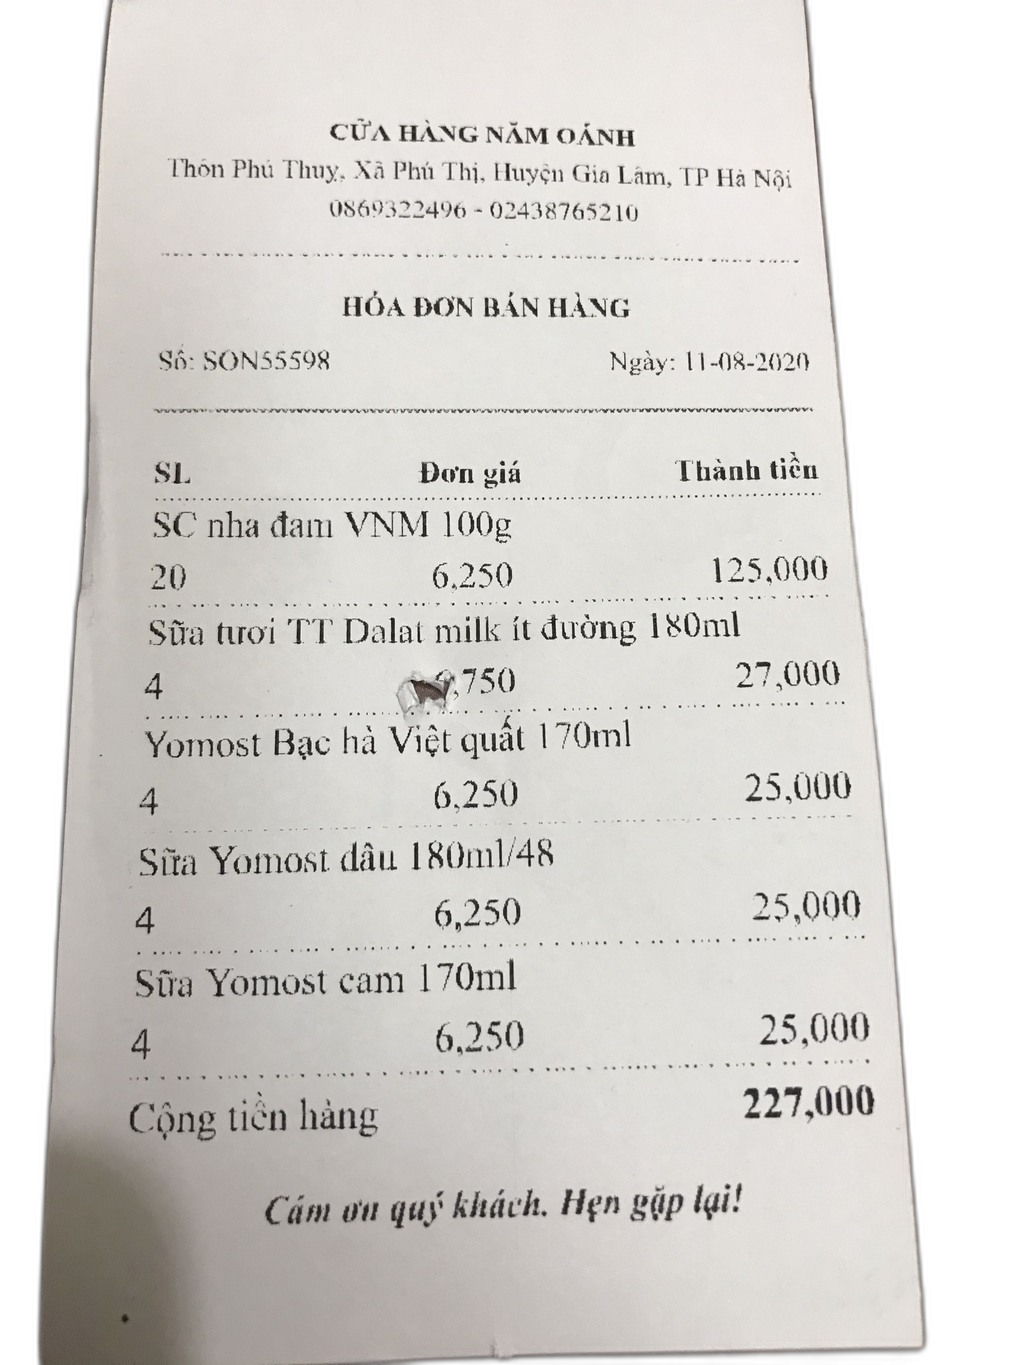 CỬA HÀNG NĂM OÁNH
Thôn Phú Thuỵ, Xã Phú Thị, Huyện Gia Lâm, TP Hà Nội
0869322496 - 02438765210
HÓA ĐƠN BÁN HÀNG
Số: SON55598 Ngày: 11-08-2020
SL Đơn giá Thành tiền
SC nha đam VNM 100g
20 6,250 125,000
Sữa tươi TT Dalat milk ít đường 180ml
4 ,750 27,000
Yomost Bạc hà Việt quất 170ml
4 6,250 25,000
Sữa Yomost dâu 180ml/48
4 6,250 25,000
Sữa Yomost cam 170ml
4 6,250 25,000
Cộng tiền hàng 227,000
Cám ơn quý khách. Hẹn gặp lại!